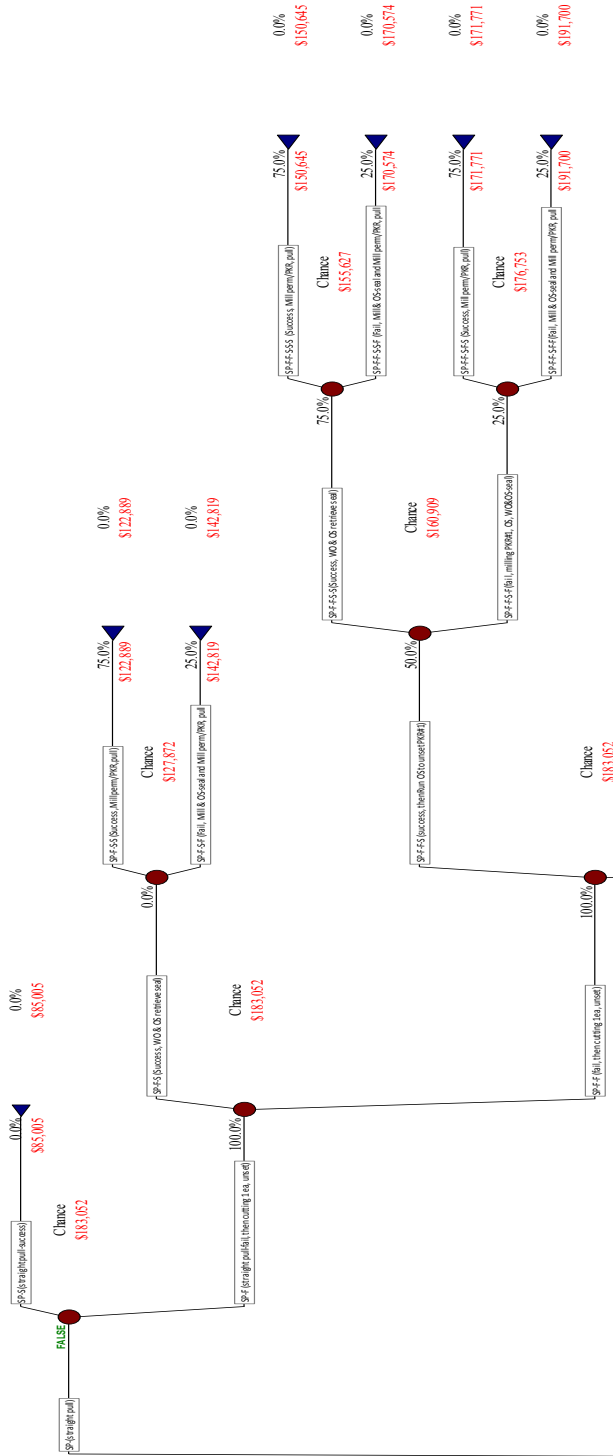 0.0%
$85,005
0.0%
$85,005
SP-S(straight pull-success)
Chance
$183,052
FALSE
SP-(straight pull)
100.0%
SP-F (straight pull-fail, then cutting 1 ea, unset)
0.0%
$122,889
75.0%
$122,889
SP-F-S-S (Success, Mill perm/PKR, pull)
Chance
$127,872
0.0%
SP-F-S (Success, WO & OS retrieve seal)
0.0%
$142,819
25.0%
$142,819
SP-F-S-F (Fail, Mill & OS-seal and Mill perm/PKR, pull
Chance
$183,052
0.0%
$150,645
75.0%
$150,645
SP-F-F-S-S-S (Success, Mill perm/PKR, pull)
Chance
$155,627
75.0%
SP-F-F-S-S(Success, WO & OS retrieve seal)
0.0%
$170,574
25.0%
$170,574
SP-F-F-S-S-F (Fail, Mill & OS-seal and Mill perm/PKR, pull)
Chance
$160,909
50.0%
SP-F-F-S (success, then Run OS to unset PKR#1)
0.0%
$171,771
75.0%
$171,771
SP-F-F-S-F-S (Success, Mill perm/PKR, pull)
Chance
$176,753
25.0%
SP-F-F-S-F (fail, milling PKR#1, OS, WO&OS-seal)
0.0%
$191,700
25.0%
$191,700
SP-F-F-S-F-F(Fail, Mill & OS-seal and Mill perm/PKR, pull)
100.0%
SP-F-F (fail, then cutting 1ea, unset)
Chance
$183,052